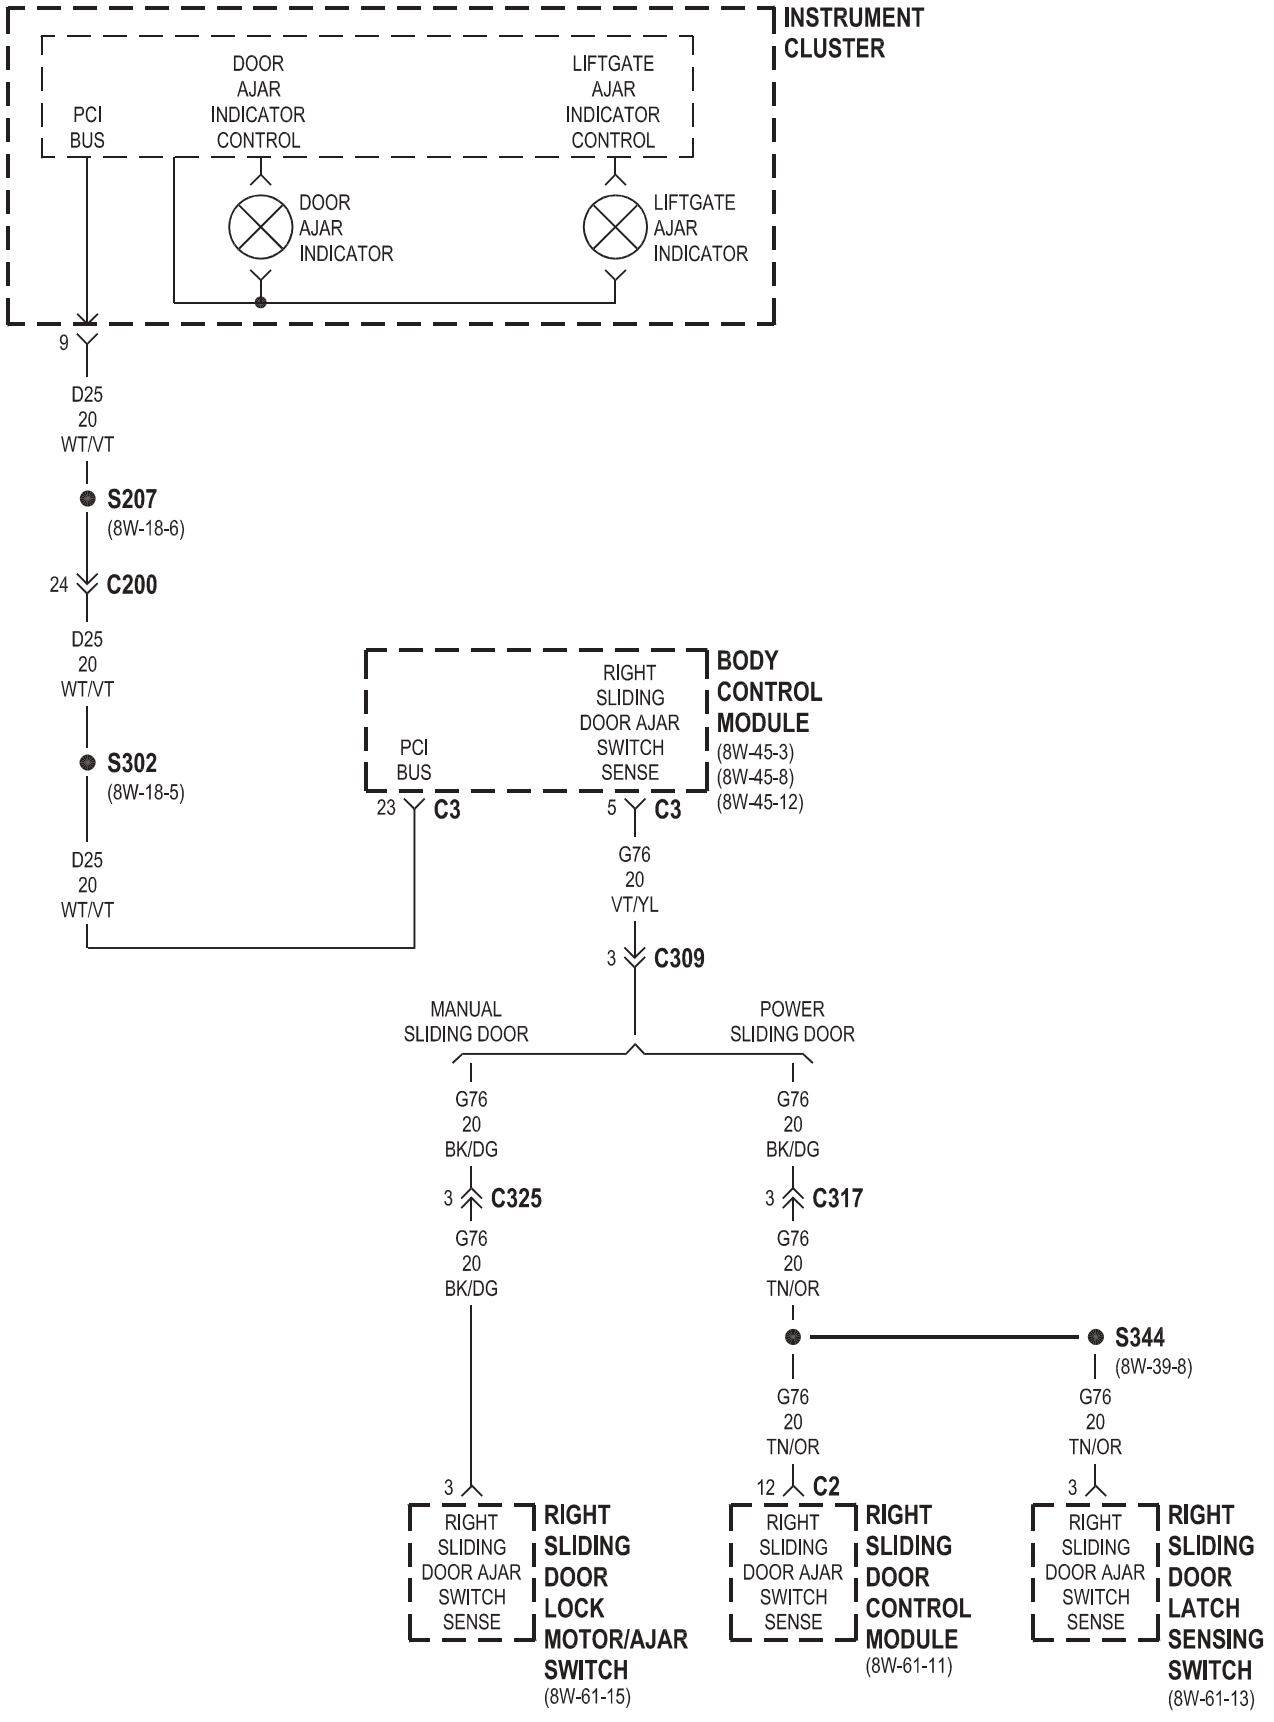 INSTRUMENT
CLUSTER
DOOR
AJAR
INDICATOR
CONTROL
LIFTGATE
AJAR
INDICATOR
CONTROL
PCI
BUS
DOOR
AJAR
INDICATOR
LIFTGATE
AJAR
INDICATOR
9
D25
20
WT/VT
S207
(8W-18-6)
24
C200
D25
20
WT/VT
S302
(8W-18-5)
D25
20
WT/VT
BODY
CONTROL
MODULE
(8W-45-3)
(8W-45-8)
(8W-45-12)
PCI
BUS
RIGHT
SLIDING
DOOR AJAR
SWITCH
SENSE
23
C3
5
C3
G76
20
VT/YL
3
C309
MANUAL
SLIDING DOOR
POWER
SLIDING DOOR
G76
20
BK/DG
3
C325
G76
20
BK/DG
G76
20
BK/DG
3
C317
G76
20
TN/OR
S344
(8W-39-8)
G76
20
TN/OR
G76
20
TN/OR
3
12
C2
3
RIGHT
SLIDING
DOOR AJAR
SWITCH
SENSE
RIGHT
SLIDING
DOOR
LOCK
MOTOR/AJAR
SWITCH
(8W-61-15)
RIGHT
SLIDING
DOOR AJAR
SWITCH
SENSE
RIGHT
SLIDING
DOOR
CONTROL
MODULE
(8W-61-11)
RIGHT
SLIDING
DOOR AJAR
SWITCH
SENSE
RIGHT
SLIDING
DOOR
LATCH
SENSING
SWITCH
(8W-61-13)